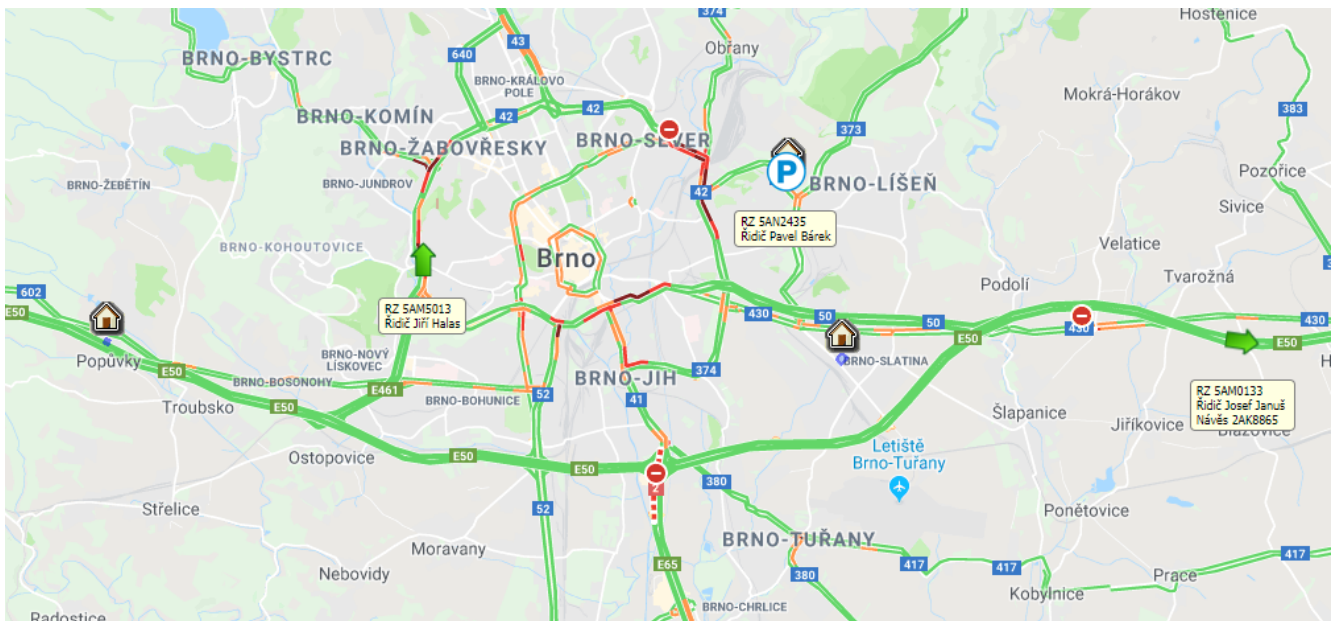 374
Hostěnice
43
Obřany
BRNO-BYSTRC
640
BRNO-KRÁLOVO
POLE
Mokrá-Horákov
383
42
42
BRNO-KOMÍN
373
BRNO-SEVER
BRNO-ŽABOVŘESKY
P
Pozořice
BRNO-ŽEBĚTÍN
BRNO-JUNDROV
BRNO-LÍŠEŇ
42
Sivice
RZ 5AN2435
Řidič Pavel Bárek
BRNO-KOHOUTOVICE
Velatice
Brno
Tvarožná
Podolí
602
E50
RZ 5AM5013
Řidič Jiří Halas
430
50
50
430
430
E50
E50
Popůvky
BRNO-NOVÝ
LÍSKOVEC
BRNO-SLATINA
E50
BRNO-BOSONOHY
E461
BRNO-JIH
374
RZ 5AM0133
Řidič Josef Januš
Návěs 2AK8865
Troubsko
E50
BRNO-BOHUNICE
52
41
Šlapanice
Jiříkovice
Blažovice
Letiště
Brno-Tuřany
Ostopovice
E50
E50
2
380
Střelice
52
Ponětovice
Moravany
BRNO-TUŘANY
417
417
E65
Nebovidy
380
417
Prace
Kobylnice
BRNO-CHRLICE
Radostice